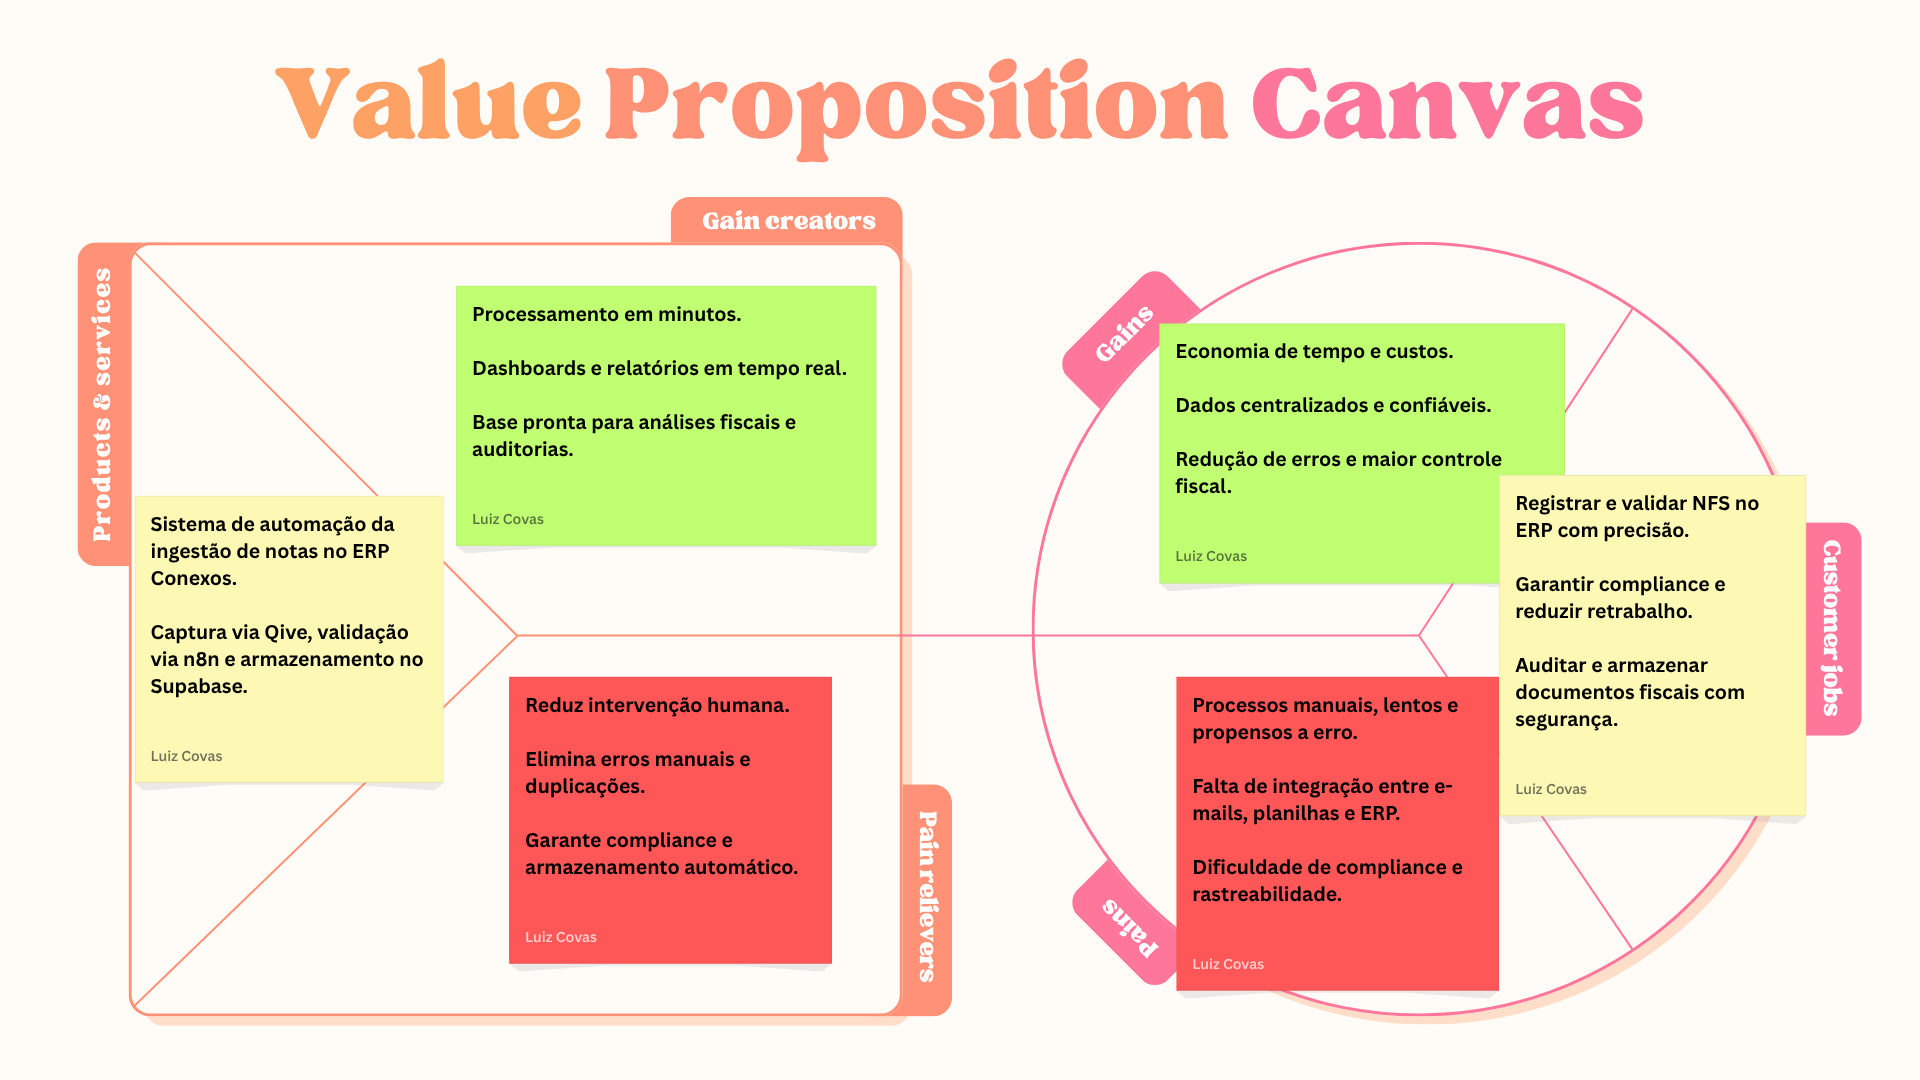 Value Proposition Canvas
Gain creators
Products & services
Processamento em minutos.
Dashboards e relatórios em tempo real.
Base pronta para análises fiscais e
auditorias.
Luiz Covas
Sistema de automação da
ingestão de notas no ERP
Conexos.
Captura via Qive, validação
via n8n e armazenamento no
Supabase.
Luiz Covas
Reduz intervenção humana.
Elimina erros manuais e
duplicações.
Garante compliance e
armazenamento automático.
Luiz Covas
Pain relievers
Gains
Economia de tempo e custos.
Dados centralizados e confiáveis.
Redução de erros e maior controle
fiscal.
Luiz Covas
Registrar e validar NFS no
ERP com precisão.
Garantir compliance e
reduzir retrabalho.
Auditar e armazenar
documentos fiscais com
segurança.
Luiz Covas
Customer jobs
Processos manuais, lentos e
propensos a erro.
Falta de integração entre e-
mails, planilhas e ERP.
Dificuldade de compliance e
rastreabilidade.
Luiz Covas
Pains